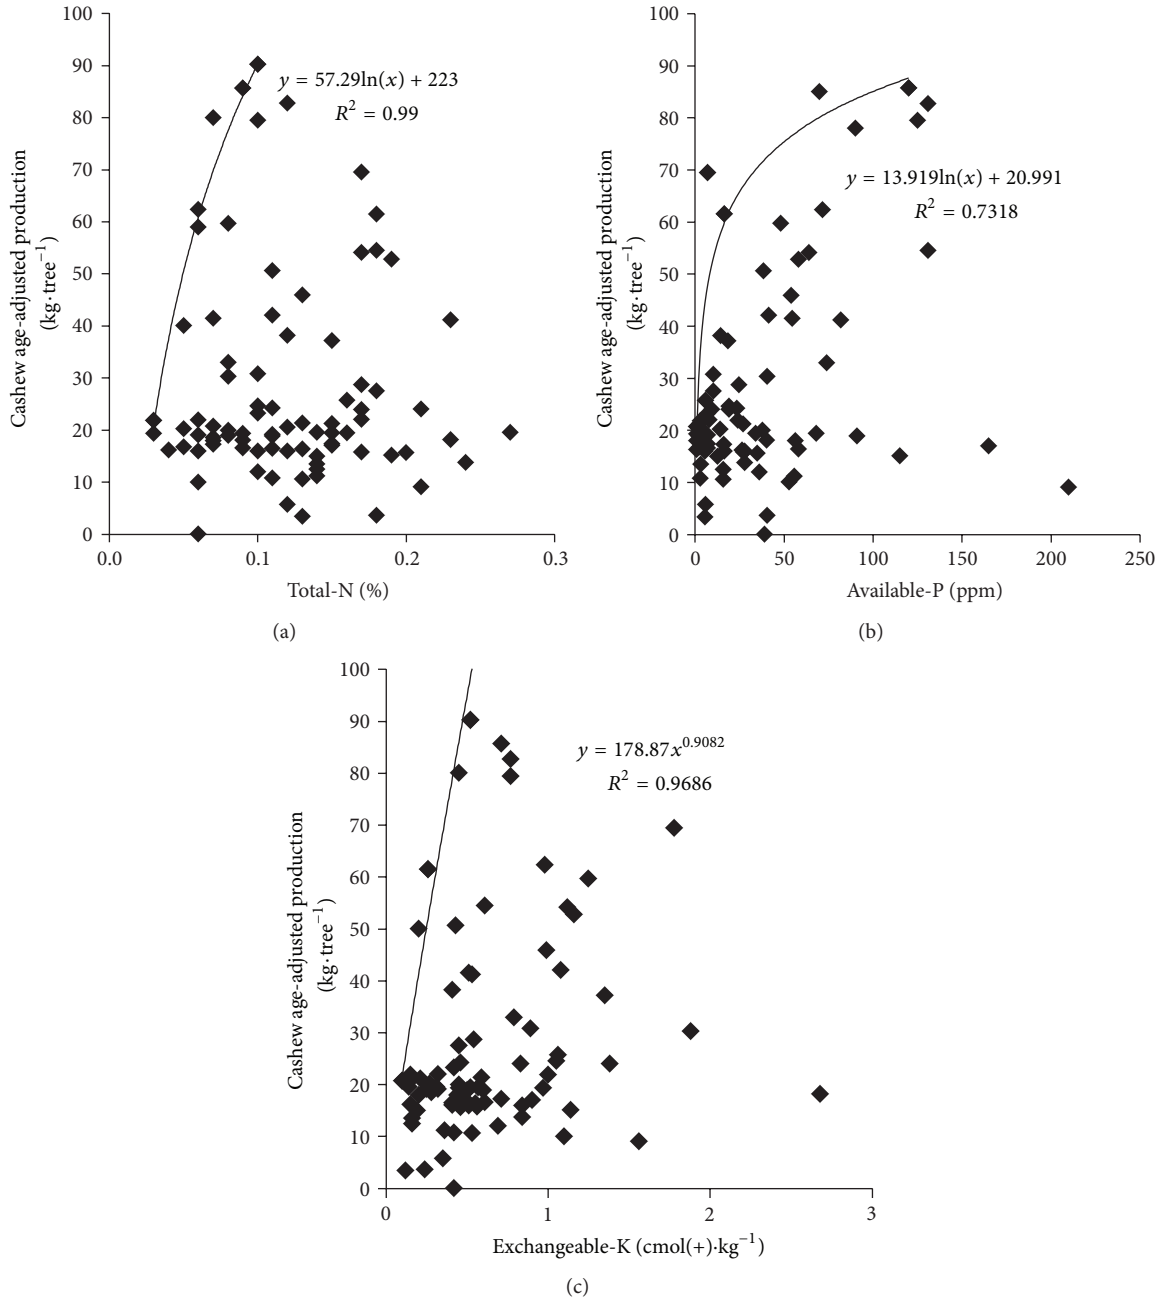 100
90
80
70
60
50
40
30
20
10
0
0.0 0.1 0.2 0.3
Cashew age-adjusted production
(kg·tree⁻¹)
Total-N (%)
y = 57.29ln(x) + 223
R² = 0.99
(a)
100
90
80
70
60
50
40
30
20
10
0
0 50 100 150 200 250
Cashew age-adjusted production
(kg·tree⁻¹)
Available-P (ppm)
y = 13.919ln(x) + 20.991
R² = 0.7318
(b)
100
90
80
70
60
50
40
30
20
10
0
0 1 2 3
Cashew age-adjusted production
(kg·tree⁻¹)
Exchangeable-K (cmol(+)·kg⁻¹)
y = 178.87x⁰·⁹⁰⁸²
R² = 0.9686
(c)